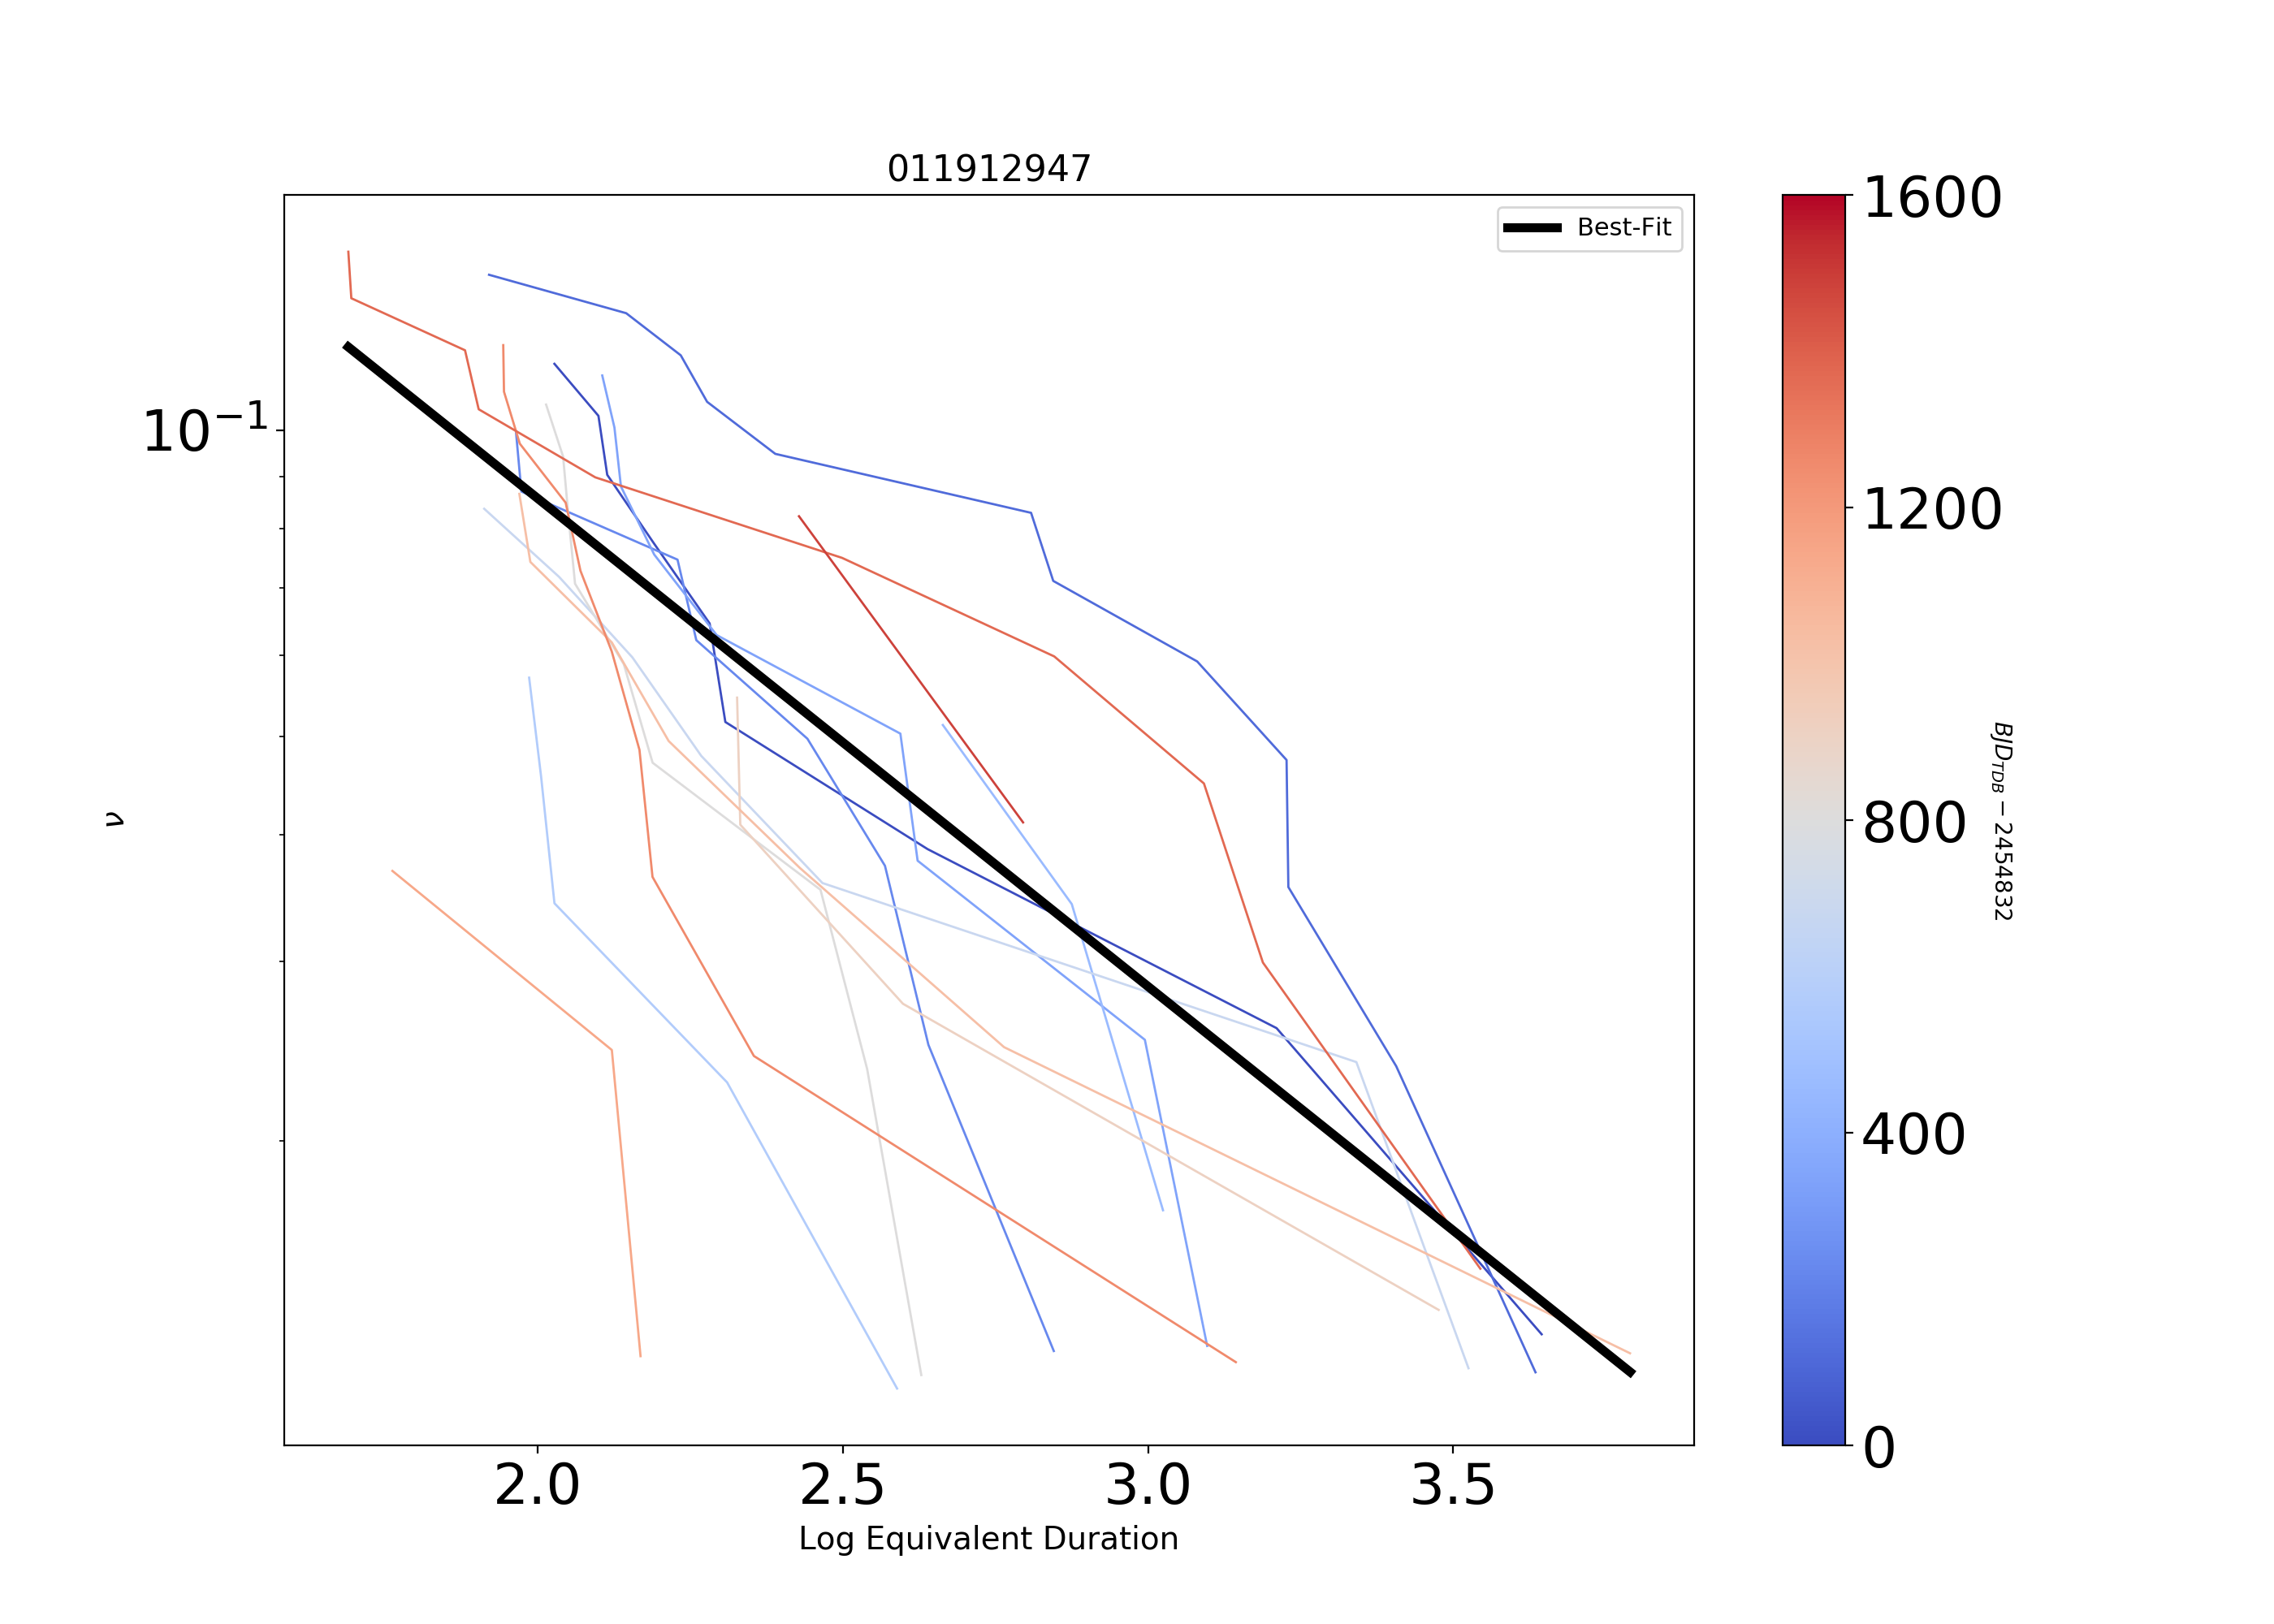 011912947
Best-Fit
10⁻¹
ν
2.0 2.5 3.0 3.5
Log Equivalent Duration
1600
1200
800
400
0
BJD_TDB − 2454832